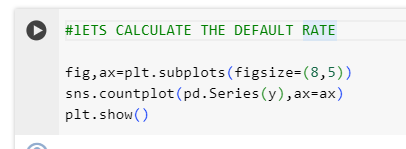 #lETS CALCULATE THE DEFAULT RATE
fig,ax=plt.subplots(figsize=(8,5))
sns.countplot(pd.Series(y),ax=ax)
plt.show()